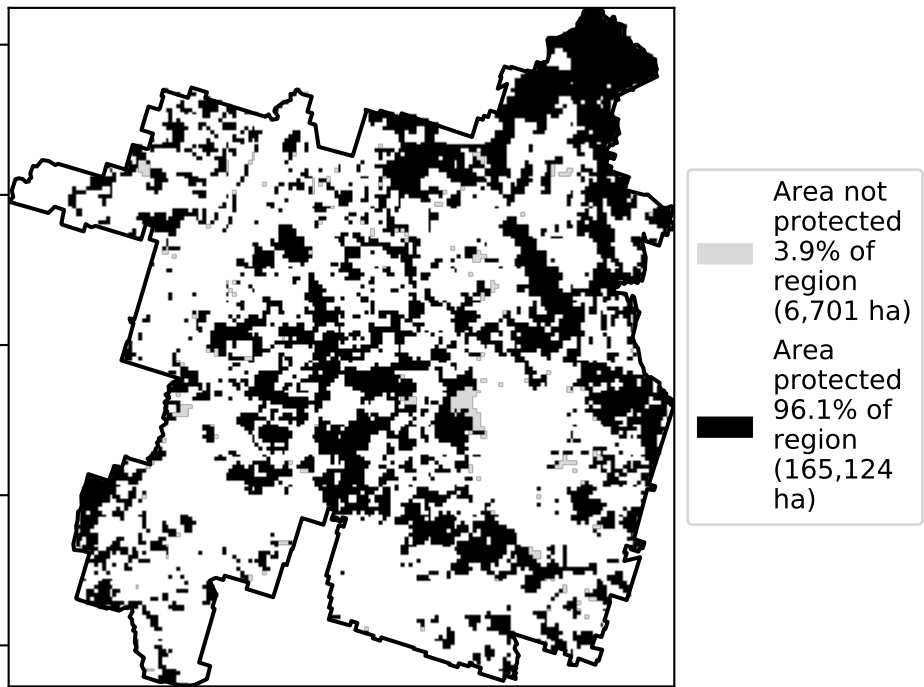 Area not
protected
3.9% of
region
(6,701 ha)
Area
protected
96.1% of
region
(165,124
ha)